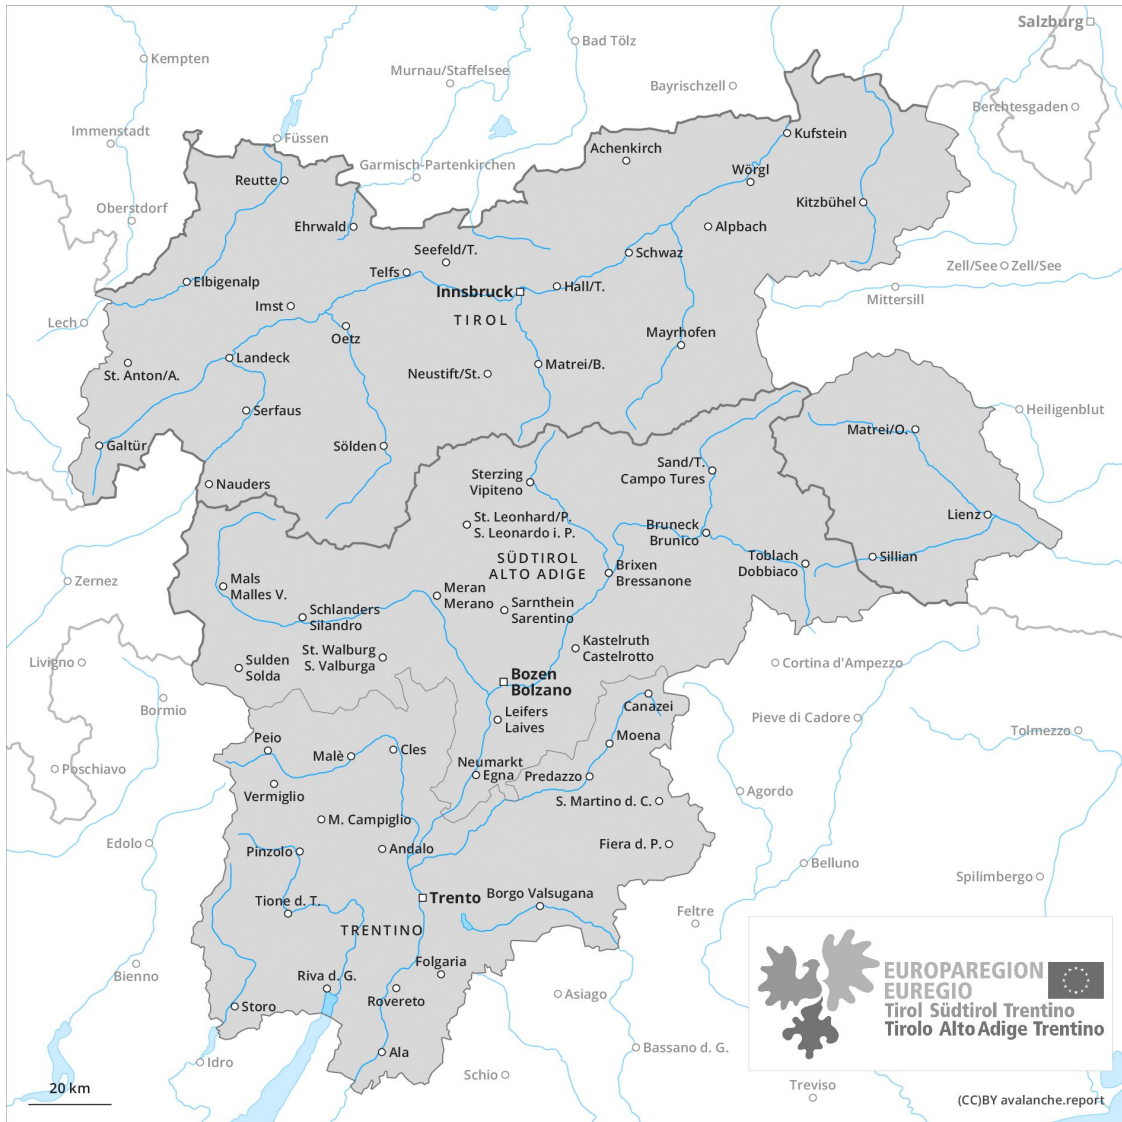 Salzburg
Bad Tölz
Kempten
Murnau/Staffelsee
Bayrischzell
Berchtesgaden
Immenstadt
Füssen
Kufstein
Achenkirch
Garmisch-Partenkirchen
Wörgl
Reutte
Kitzbühel
Oberstdorf
Ehrwald
Alpbach
Seefeld/T.
Schwaz
Telfs
Zell/See
Zell/See
Elbigenalp
Innsbruck
Hall/T.
Mittersill
Imst
TIROL
Lech
Oetz
Mayrhofen
Landeck
Matrei/B.
St. Anton/A.
Neustift/St.
Serfaus
Heiligenblut
Matrei/O.
Galtür
Sölden
Sand/T.
Campo Tures
Sterzing
Vipiteno
Nauders
St. Leonhard/P.
S. Leonardo i. P.
Lienz
Bruneck
Brunico
SÜDTIROL
ALTO ADIGE
Toblach
Dobbiaco
Sillian
Brixen
Bressanone
Zernez
Mals
Malles V.
Meran
Merano
Sarnthein
Sarentino
Schlanders
Silandro
Kastelruth
Castelrotto
St. Walburg
S. Valburga
Livigno
Sulden
Solda
Cortina d'Ampezzo
Bozen
Bolzano
Canazei
Bormio
Leifers
Laives
Pieve di Cadore
Tolmezzo
Peio
Moena
Malè
Cles
Neumarkt
Egna
Predazzo
Poschiavo
Vermiglio
Agordo
S. Martino d. C.
M. Campiglio
Edolo
Fiera d. P.
Pinzolo
Andalo
Belluno
Spilimbergo
Tione d. T.
Trento
Borgo Valsugana
Feltre
TRENTINO
Folgaria
Bienno
Riva d. G.
Rovereto
Asiago
Storo
EUROPAREGION
EUREGIO
Tirol Südtirol Trentino
Tirolo Alto Adige Trentino
Ala
Idro
Bassano d. G.
Schio
Treviso
20 km
(CC)BY avalanche.report